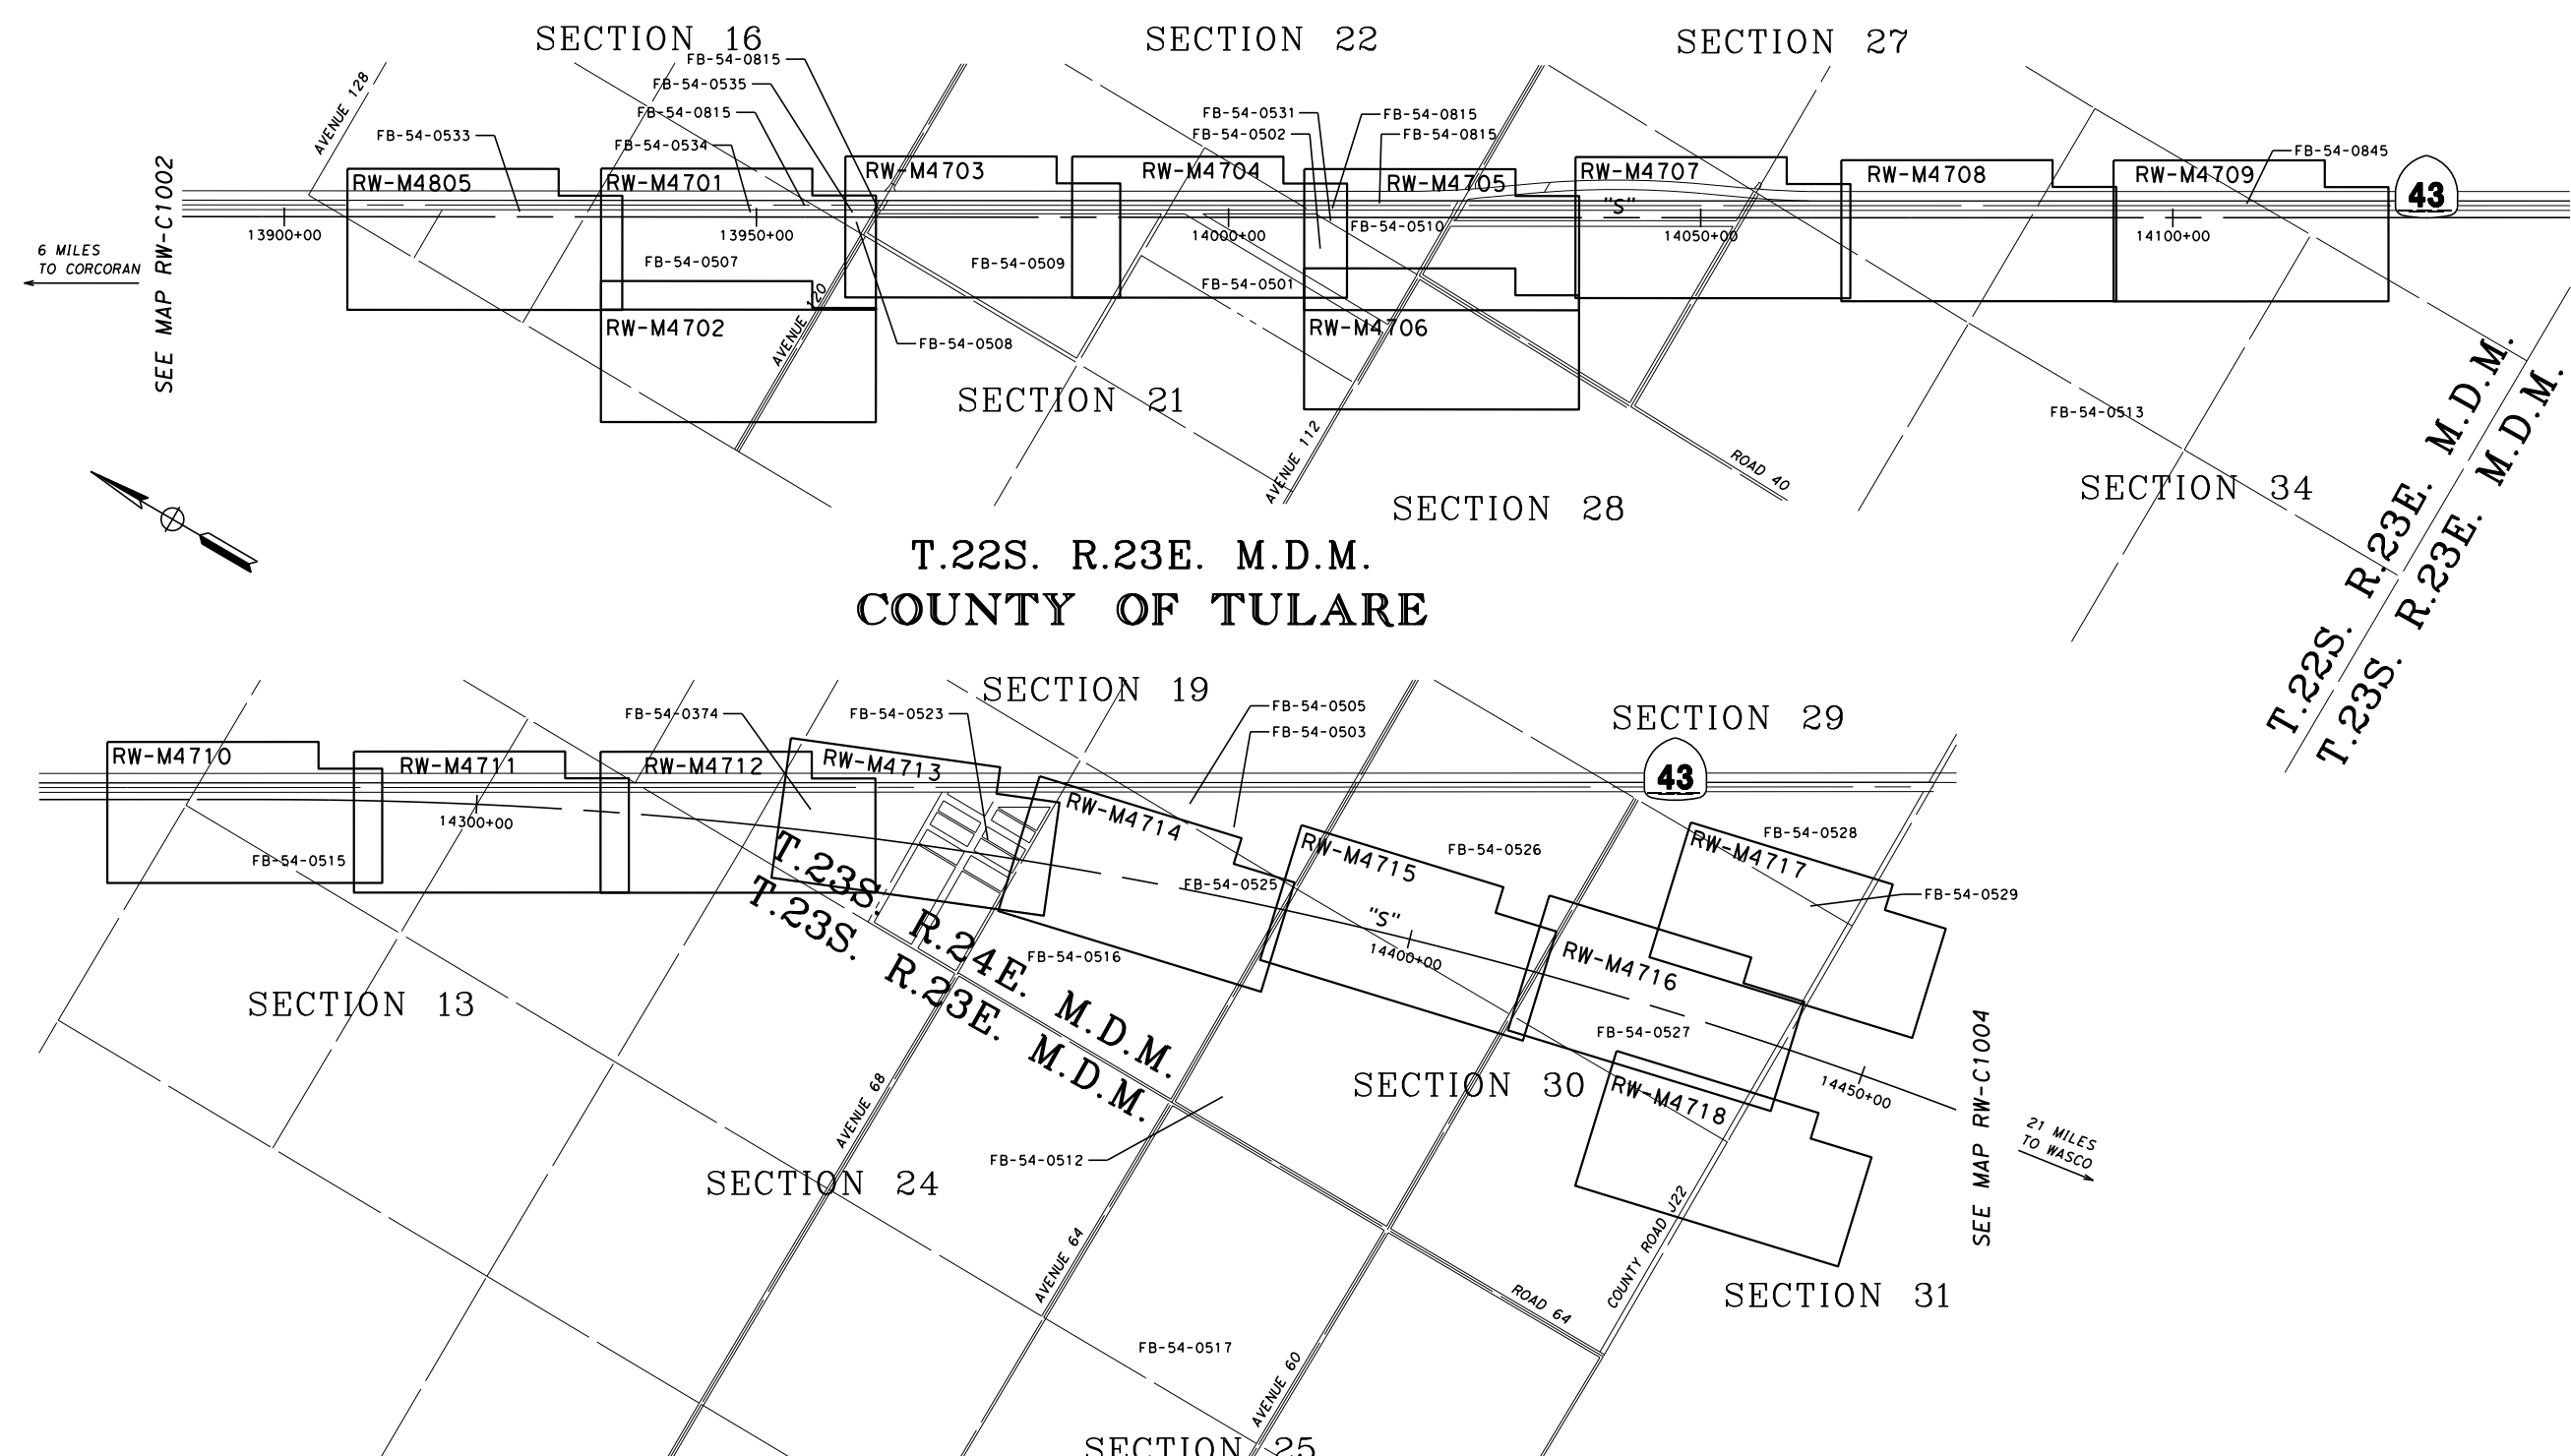 SECTION 16
SECTION 22
SECTION 27
FB-54-0815
FB-54-0535
FB-54-0815
FB-54-0533
FB-54-0534
AVENUE 128
FB-54-0531
FB-54-0502
FB-54-0815
FB-54-0815
FB-54-0845
RW-M4805
RW-M4701
RW-M4703
RW-M4704
RW-M4705
RW-M4707
RW-M4708
RW-M4709
43
"S"
13900+00
13950+00
14000+00
FB-54-0510
14050+00
14100+00
6 MILES
TO CORCORAN
SEE MAP RW-C1002
FB-54-0507
FB-54-0509
FB-54-0501
RW-M4702
AVENUE 120
FB-54-0508
RW-M4706
SECTION 21
AVENUE 112
ROAD 40
FB-54-0513
SECTION 28
SECTION 34
T.22S. R.23E. M.D.M.
T.23S. R.23E. M.D.M.
T.22S. R.23E. M.D.M.
COUNTY OF TULARE
SECTION 19
SECTION 29
FB-54-0374
FB-54-0523
FB-54-0505
FB-54-0503
RW-M4710
RW-M4711
RW-M4712
RW-M4713
RW-M4714
RW-M4715
RW-M4716
RW-M4717
RW-M4718
43
14300+00
FB-54-0515
FB-54-0525
FB-54-0526
FB-54-0528
FB-54-0529
"S"
14400+00
FB-54-0516
FB-54-0527
T.23S. R.24E. M.D.M.
T.23S. R.23E. M.D.M.
SECTION 13
SECTION 30
14450+00
SEE MAP RW-C1004
21 MILES
TO WASCO
AVENUE 68
FB-54-0512
SECTION 24
AVENUE 64
COUNTY ROAD J22
ROAD 64
SECTION 31
FB-54-0517
AVENUE 60
SECTION 25